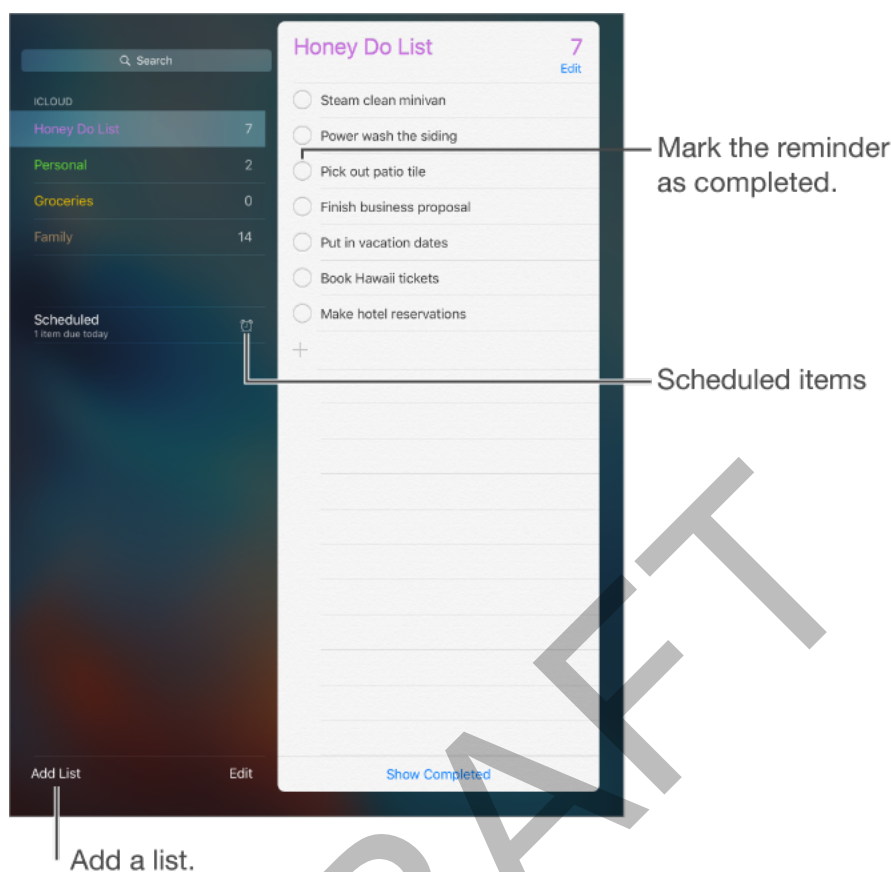 Search
ICLOUD
Honey Do List 7
Personal 2
Groceries 0
Family 14
Scheduled
1 item due today
Add List Edit
Honey Do List 7
Edit
Steam clean minivan
Power wash the siding
Pick out patio tile
Finish business proposal
Put in vacation dates
Book Hawaii tickets
Make hotel reservations
Show Completed
Mark the reminder
as completed.
Scheduled items
Add a list.